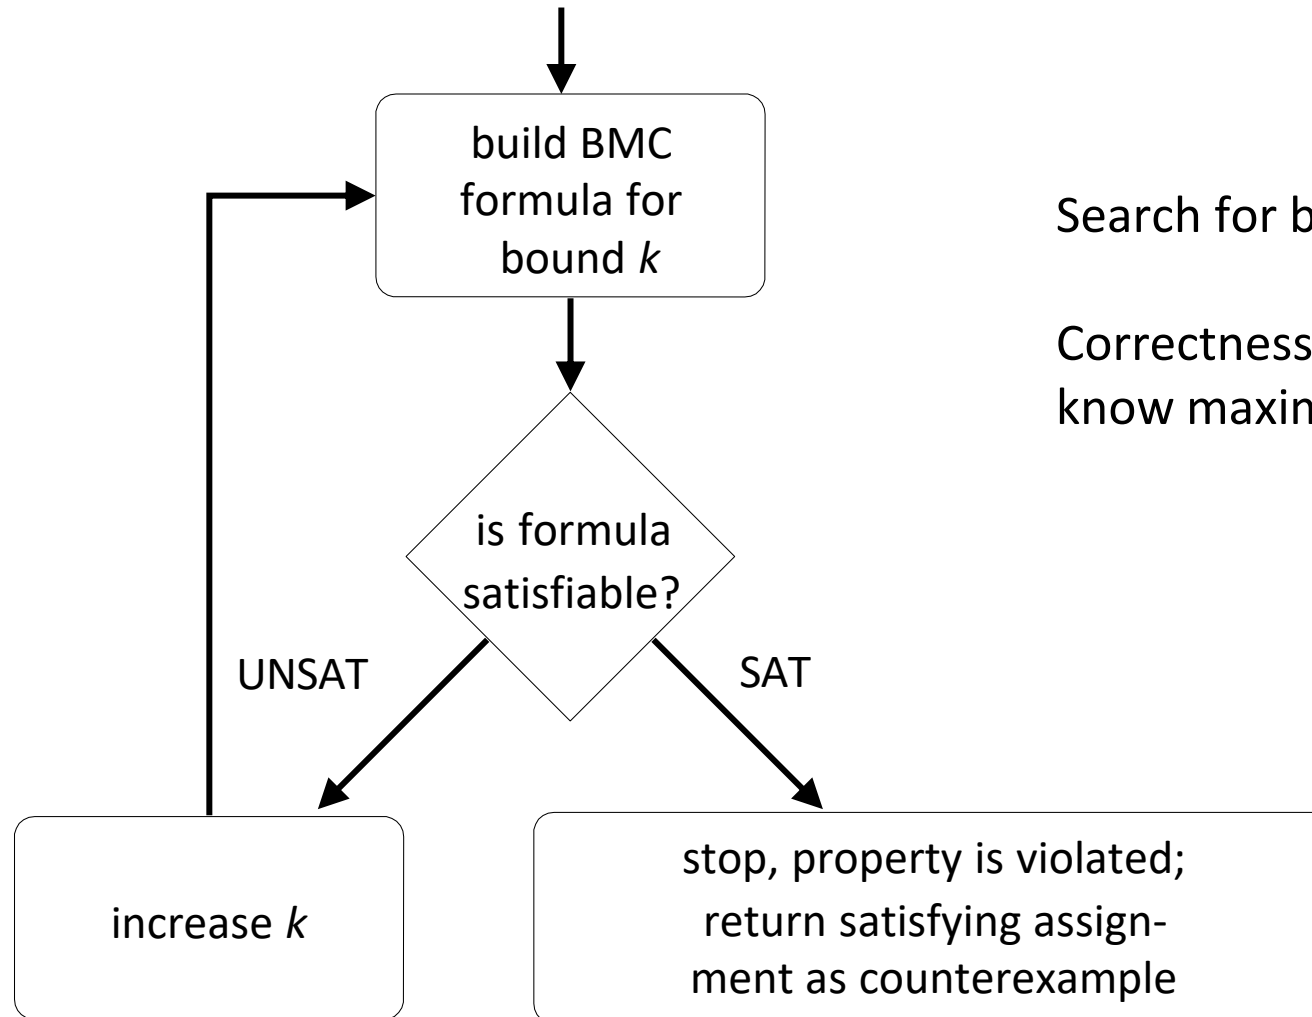 build BMC
formula for
bound k
Search for
Correctness
know
is formula
satisfiable?
UNSAT
SAT
increase k
stop, property is violated;
return satisfying assign-
ment as counterexample